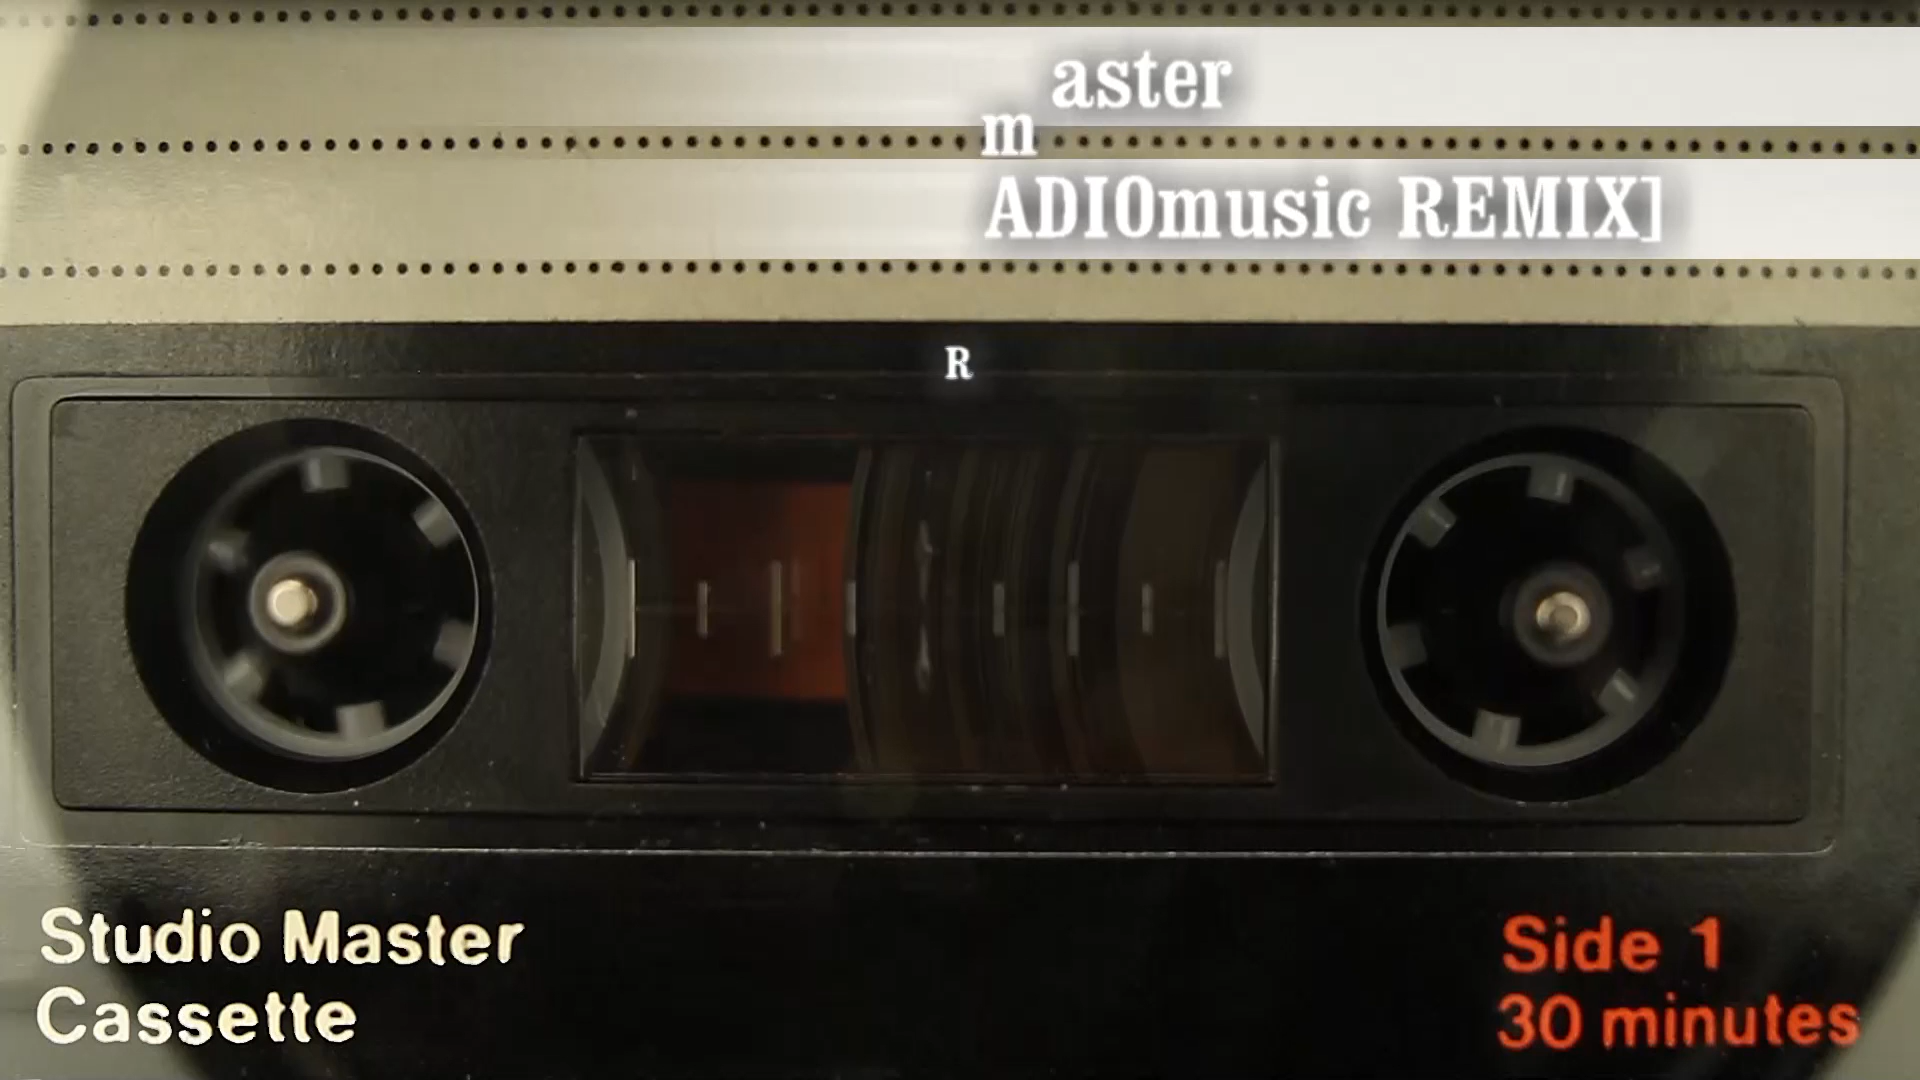 aster
m
ADIOmusic REMIX]
R
Studio Master
Cassette
Side 1
30 minutes